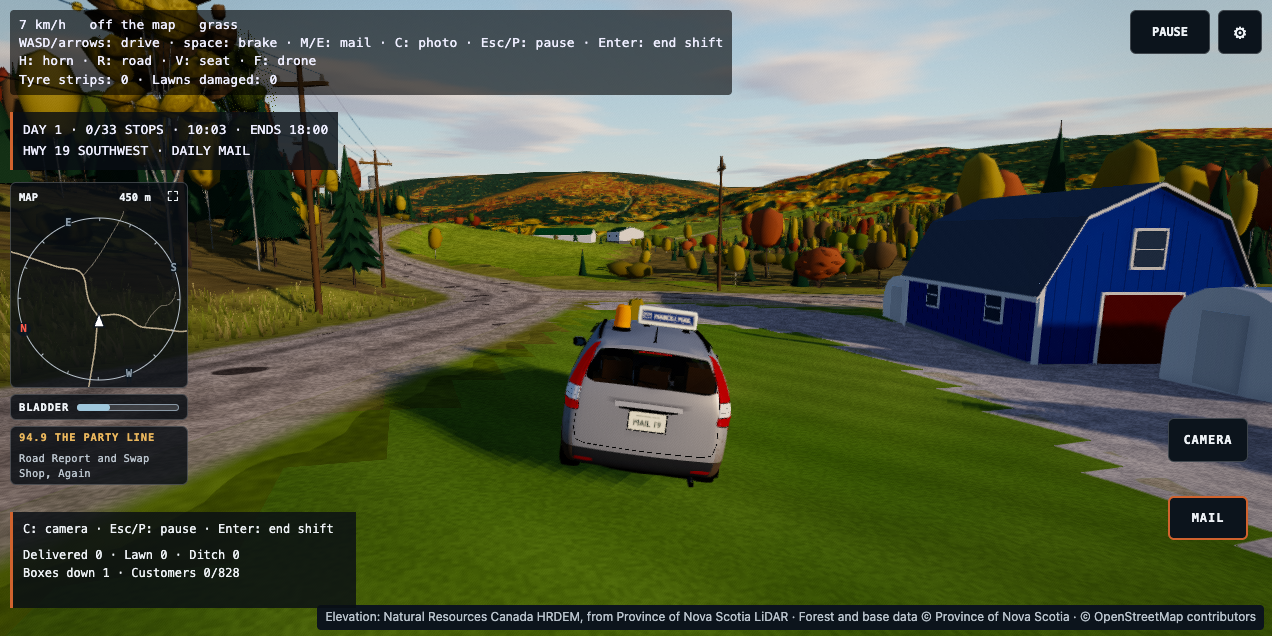 7 km/h off the map grass
WASD/arrows: drive · space: brake · M/E: mail · C: photo · Esc/P: pause · Enter: end shift
H: horn · R: road · V: seat · F: drone
Tyre strips: 0 · Lawns damaged: 0
PAUSE
DAY 1 · 0/33 STOPS · 10:03 · ENDS 18:00
HWY 19 SOUTHWEST · DAILY MAIL
MAP 450 m
E
S
N
W
BLADDER
94.9 THE PARTY LINE
Road Report and Swap
Shop, Again
MAIL 19
CAMERA
MAIL
C: camera · Esc/P: pause · Enter: end shift
Delivered 0 · Lawn 0 · Ditch 0
Boxes down 1 · Customers 0/828
Elevation: Natural Resources Canada HRDEM, from Province of Nova Scotia LiDAR · Forest and base data © Province of Nova Scotia · © OpenStreetMap contributors